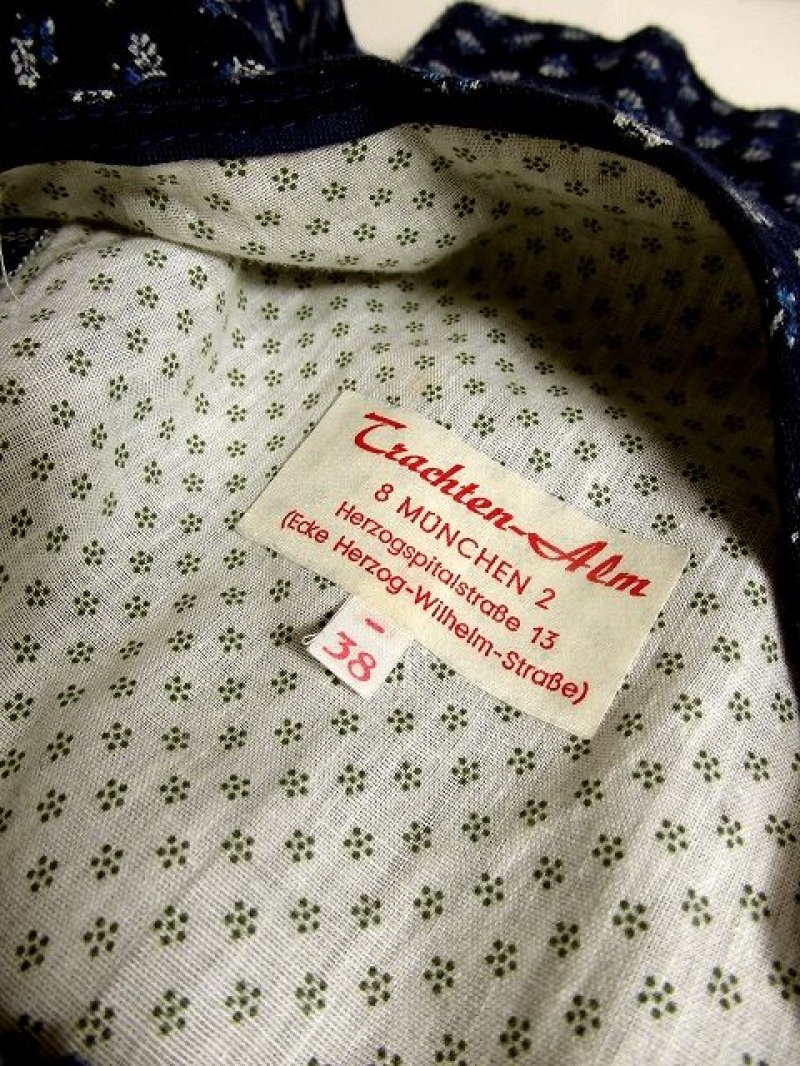 Trachten-Alm
8 MÜNCHEN 2
Herzogspitalstraße 13
(Ecke Herzog-Wilhelm-Straße)
-
38